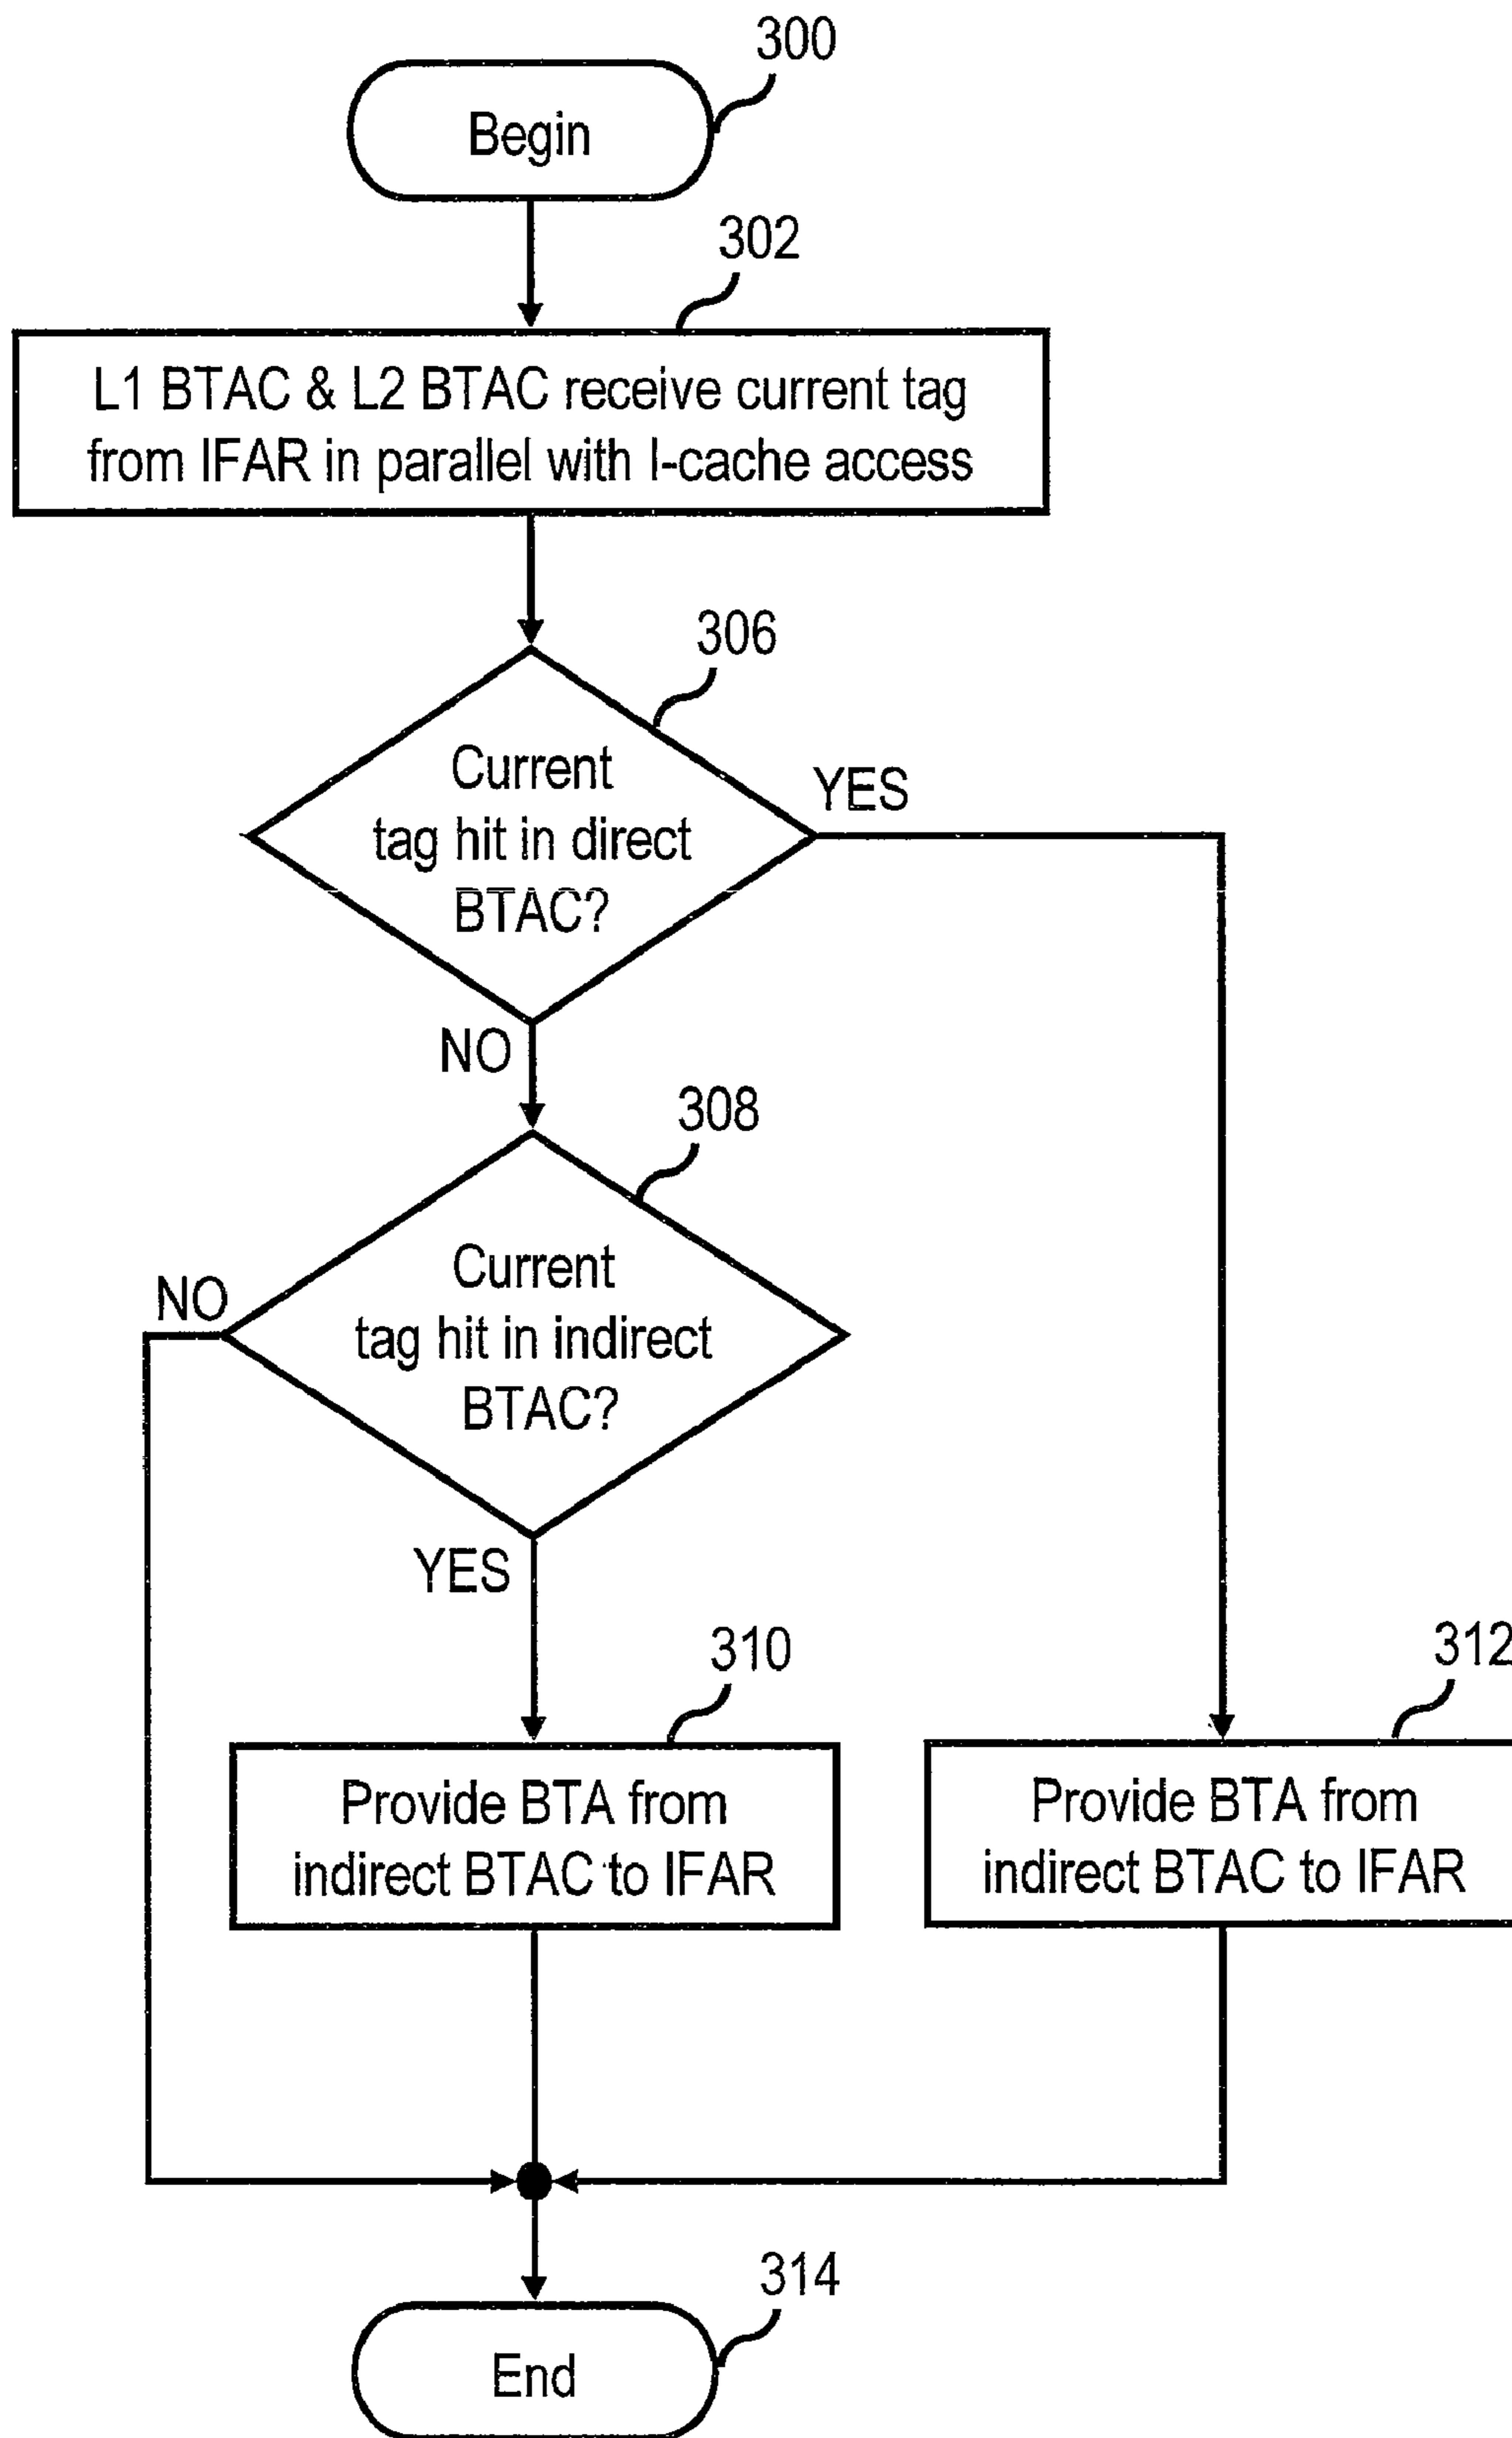 300
Begin
302
L1 BTAC & L2 BTAC receive current tag
from IFAR in parallel with I-cache access
306
Current
tag hit in direct
BTAC?
YES
NO
308
Current
tag hit in indirect
BTAC?
NO
YES
310
Provide BTA from
indirect BTAC to IFAR
312
Provide BTA from
indirect BTAC to IFAR
314
End